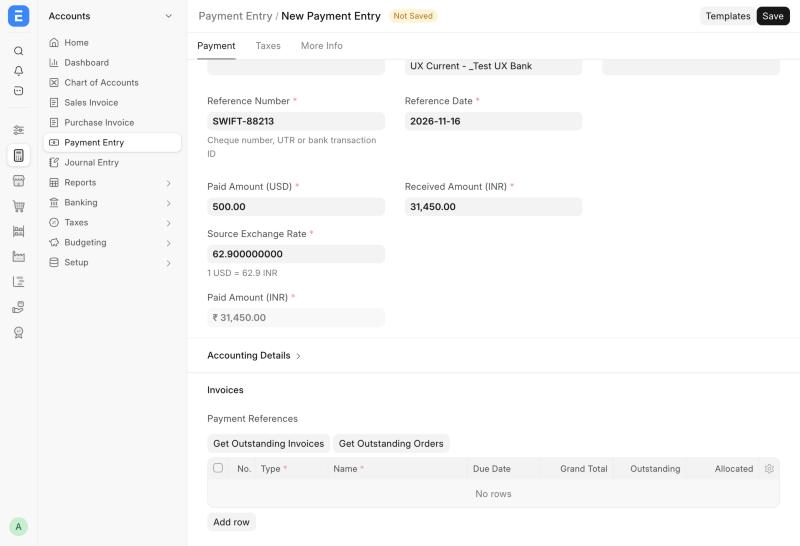 E
Accounts
Home
Dashboard
Chart of Accounts
Sales Invoice
Purchase Invoice
Payment Entry
Journal Entry
Reports
Banking
Taxes
Budgeting
Setup
A
Payment Entry / New Payment Entry
Not Saved
Templates
Save
Payment
Taxes
More Info
UX Current - _Test UX Bank
Reference Number *
Reference Date *
SWIFT-88213
2026-11-16
Cheque number, UTR or bank transaction
ID
Paid Amount (USD) *
Received Amount (INR) *
500.00
31,450.00
Source Exchange Rate *
62.900000000
1 USD = 62.9 INR
Paid Amount (INR) *
₹ 31,450.00
Accounting Details
Invoices
Payment References
Get Outstanding Invoices
Get Outstanding Orders
No. Type * Name * Due Date Grand Total Outstanding Allocated
No rows
Add row